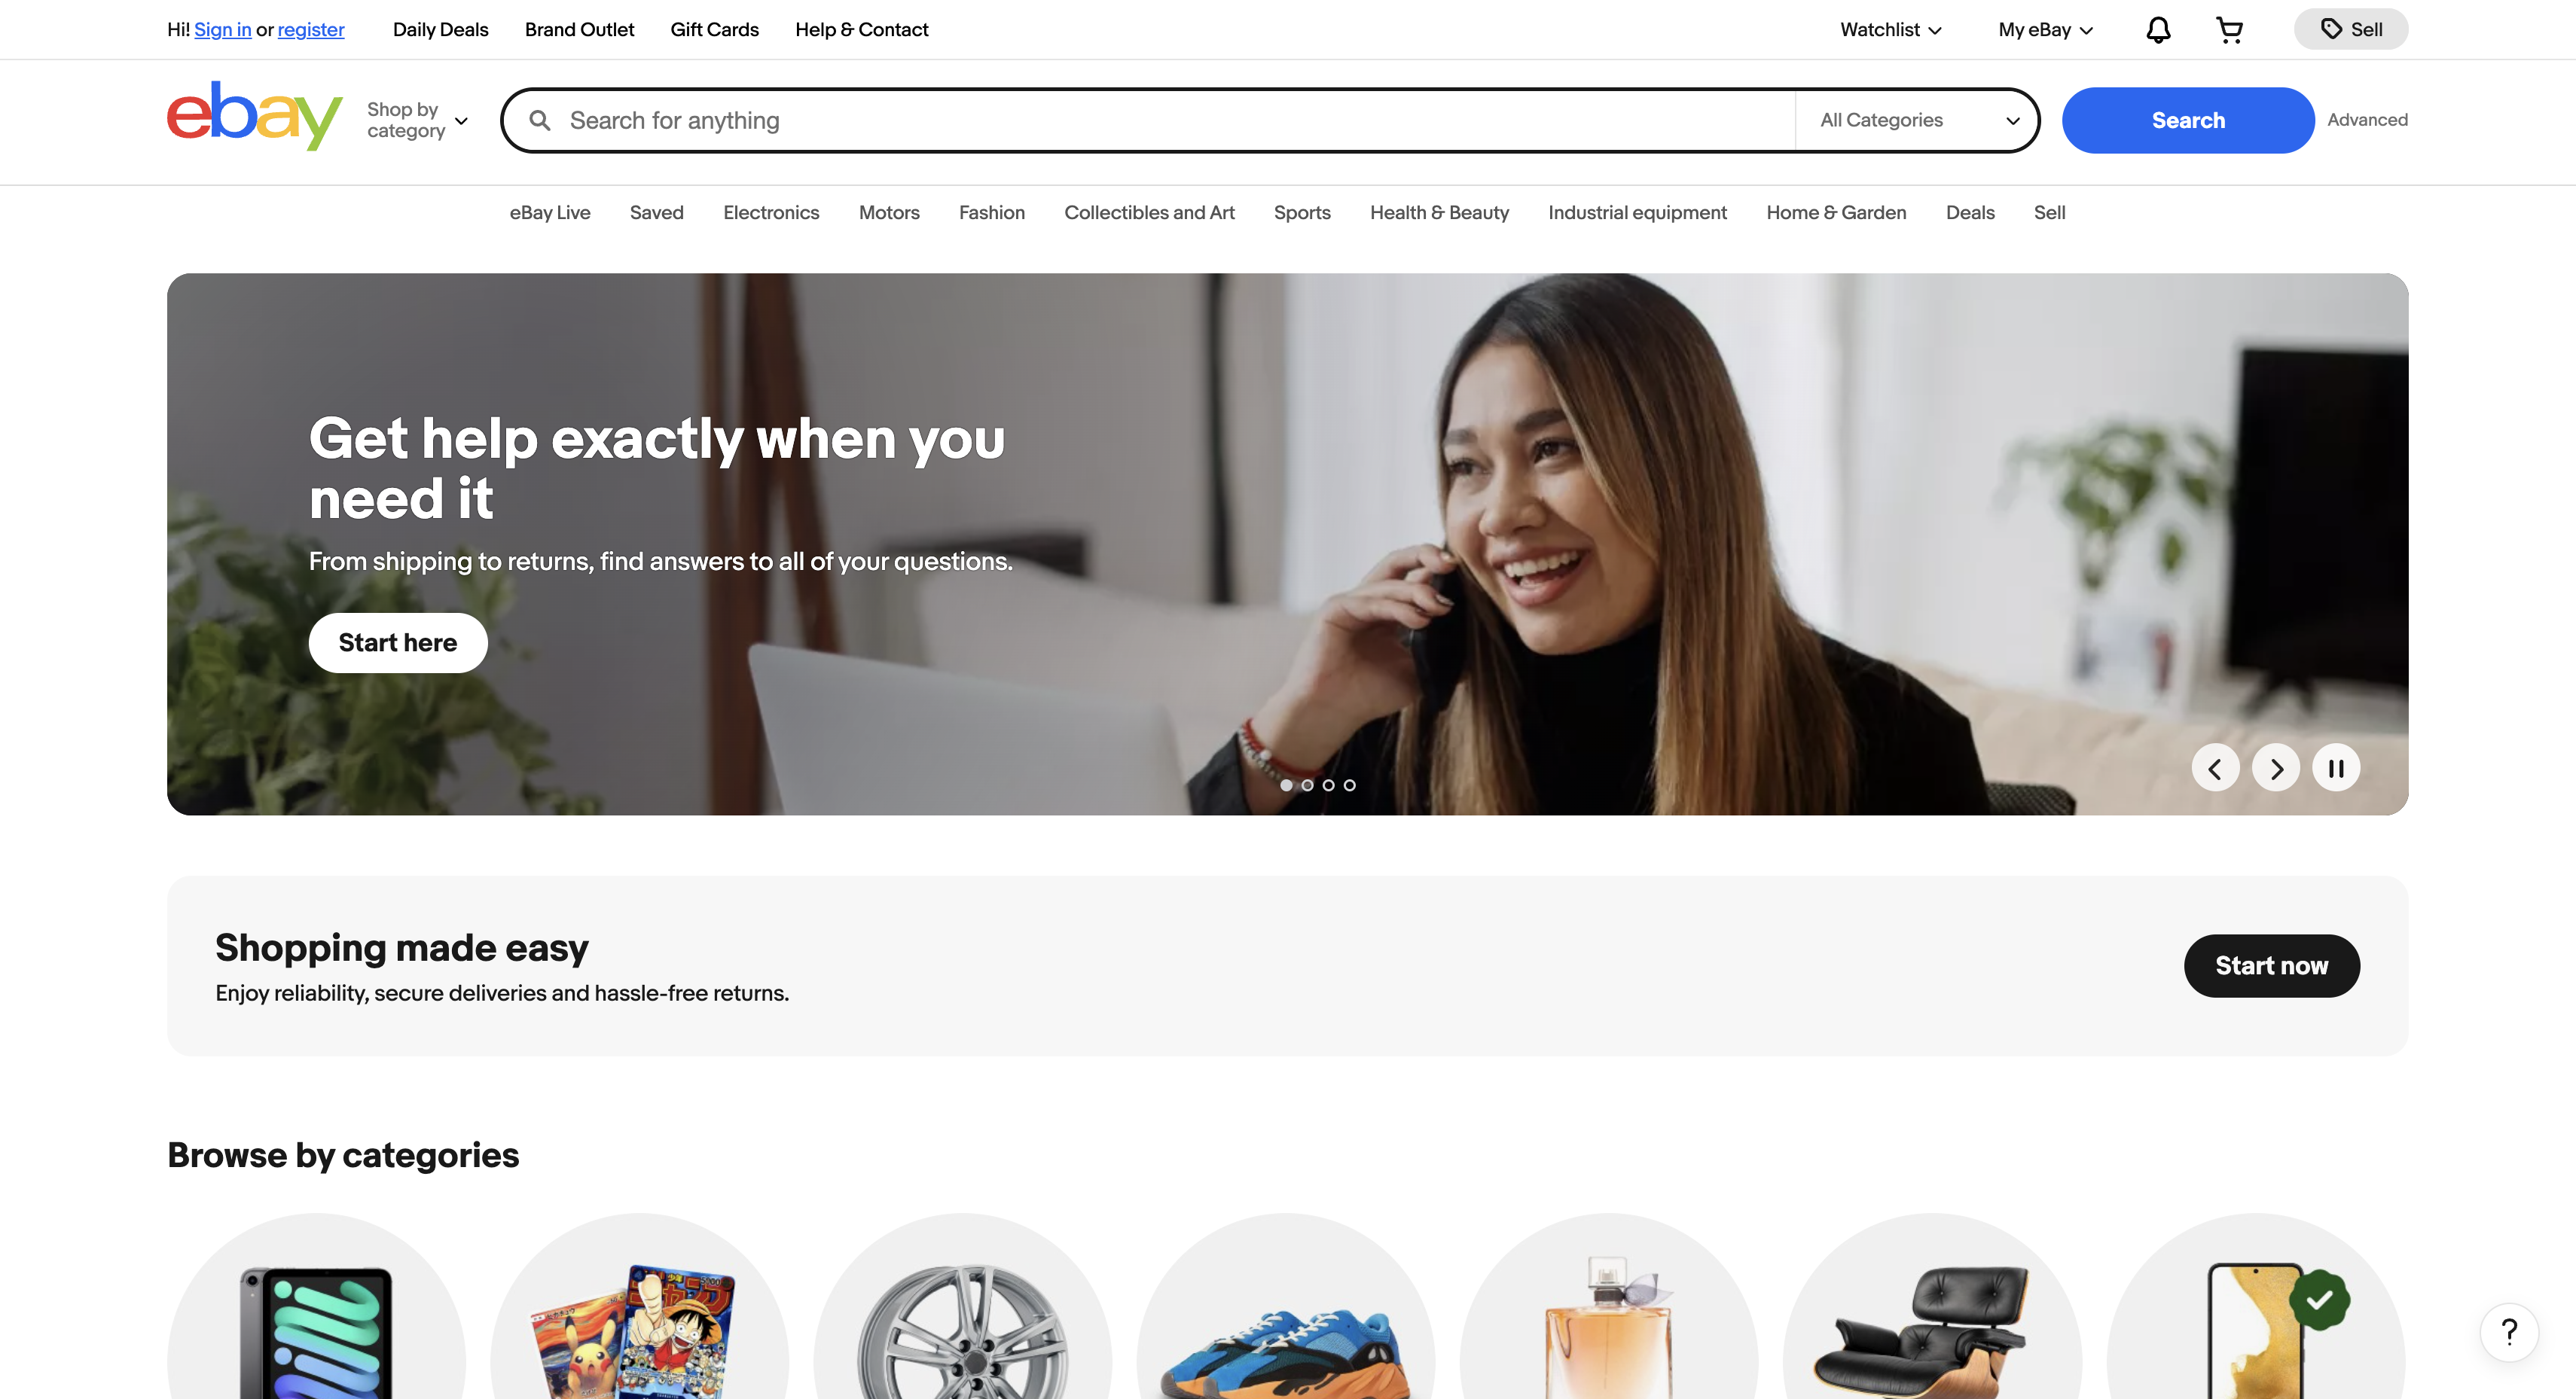 Hi! Sign in or register
Daily Deals
Brand Outlet
Gift Cards
Help & Contact
Watchlist
My eBay
Sell
ebay
Shop by
category
Search for anything
All Categories
Search
Advanced
eBay Live
Saved
Electronics
Motors
Fashion
Collectibles and Art
Sports
Health & Beauty
Industrial equipment
Home & Garden
Deals
Sell
Get help exactly when you
need it
From shipping to returns, find answers to all of your questions.
Start here
Shopping made easy
Enjoy reliability, secure deliveries and hassle-free returns.
Start now
Browse by categories
?